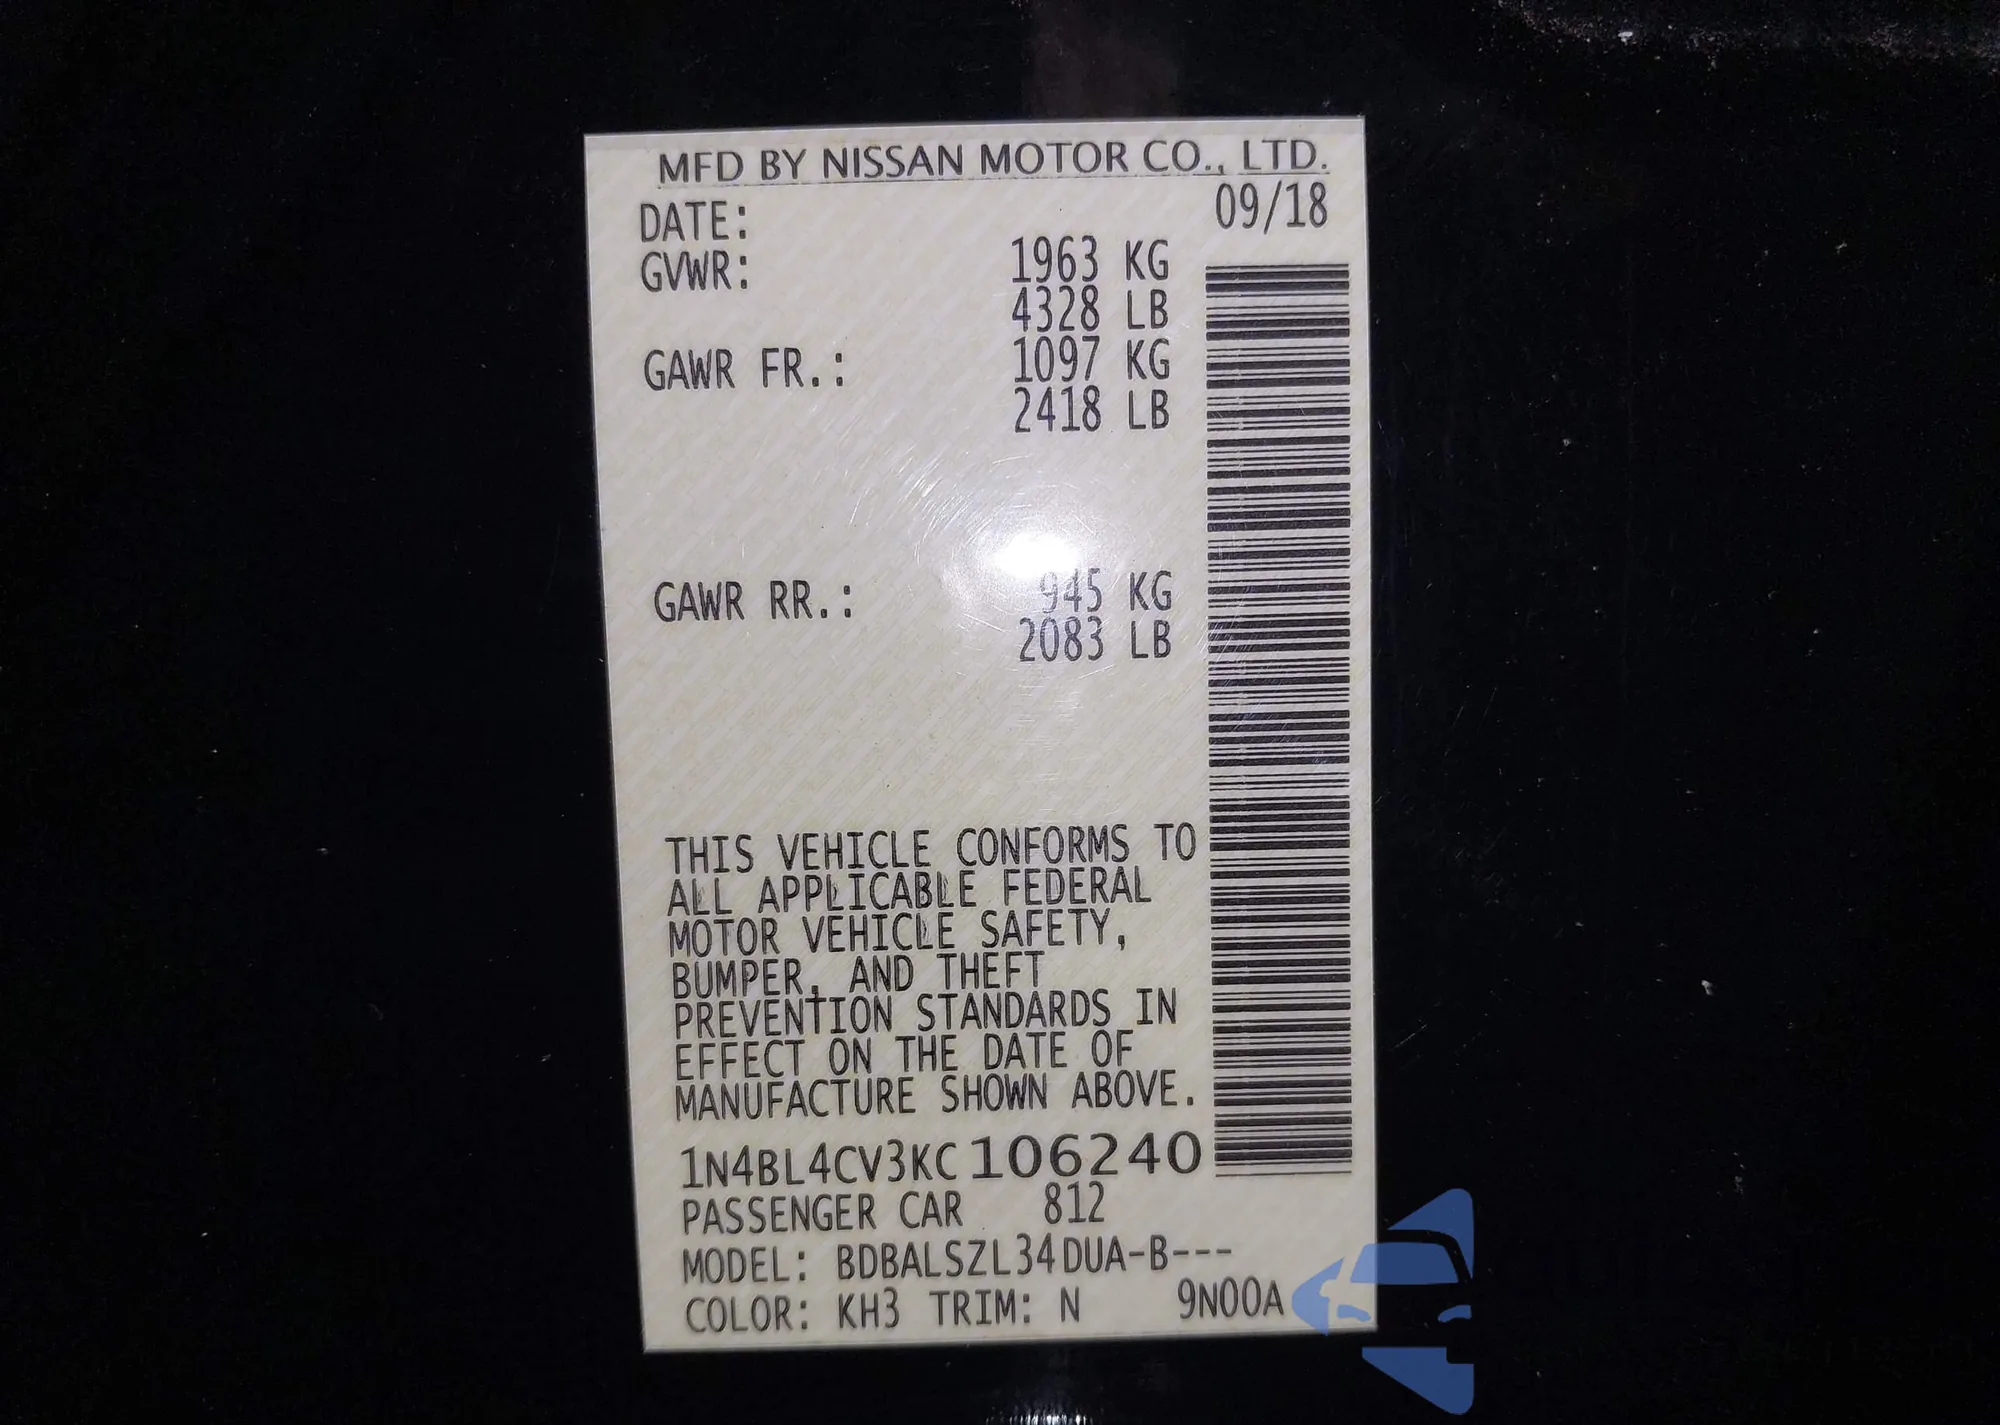 MFD BY NISSAN MOTOR CO., LTD.
DATE: 09/18
GVWR: 1963 KG
4328 LB
GAWR FR.: 1097 KG
2418 LB
GAWR RR.: 945 KG
2083 LB
THIS VEHICLE CONFORMS TO
ALL APPLICABLE FEDERAL
MOTOR VEHICLE SAFETY,
BUMPER, AND THEFT
PREVENTION STANDARDS IN
EFFECT ON THE DATE OF
MANUFACTURE SHOWN ABOVE.
1N4BL4CV3KC106240
PASSENGER CAR 812
MODEL: BDBALSZL34DUA-B---
COLOR: KH3 TRIM: N 9N00A